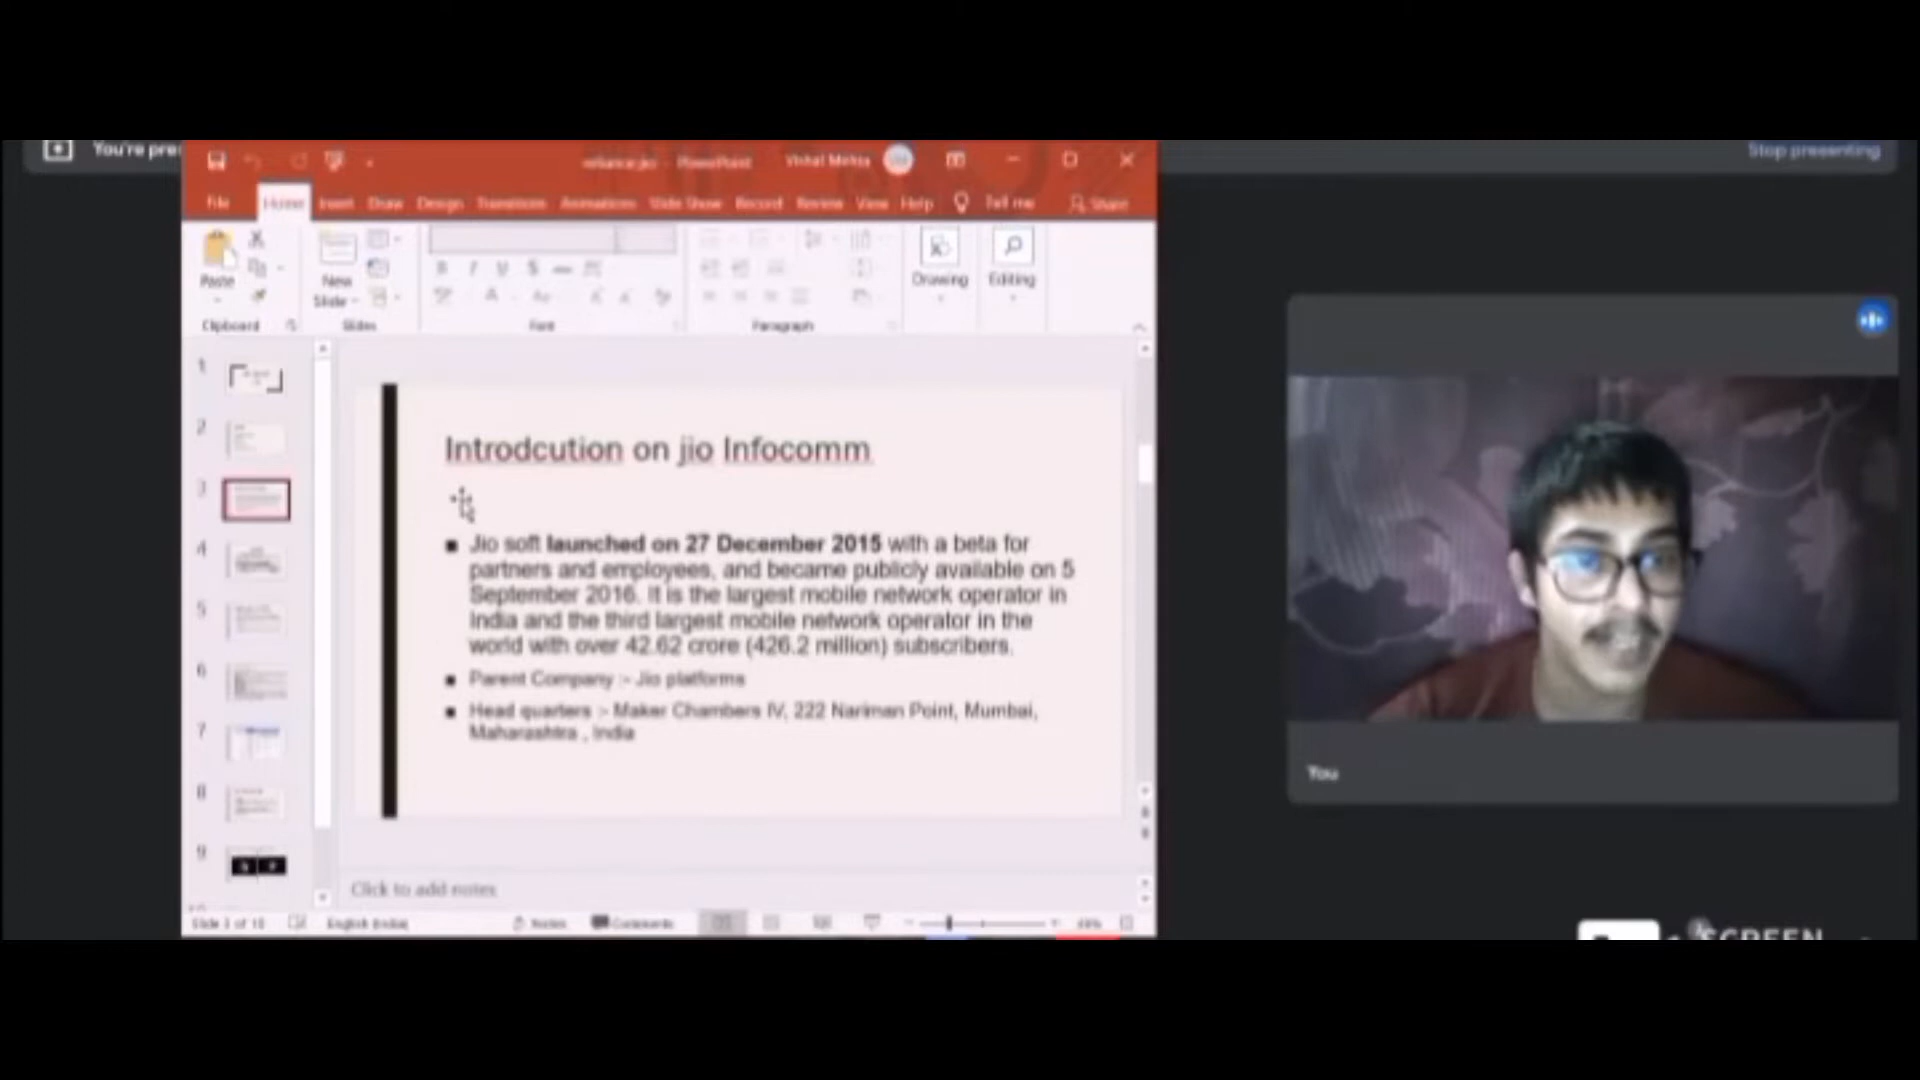 You're pre
Stop presenting
reliance jio - PowerPoint
Vishal Mehta
File Home Insert Draw Design Transitions Animations Slide Show Record Review View Help Tell me Share
Paste
New
Slide
Drawing
Editing
Clipboard
Slides
Font
Paragraph
1
2
3
4
5
6
7
8
9
Introdcution on jio Infocomm
Jio soft launched on 27 December 2015 with a beta for
partners and employees, and became publicly available on 5
September 2016. It is the largest mobile network operator in
India and the third largest mobile network operator in the
world with over 42.62 crore (426.2 million) subscribers.
Parent Company :- Jio platforms
Head quarters :- Maker Chambers IV, 222 Nariman Point, Mumbai,
Maharashtra , India
Click to add notes
Slide 3 of 10
English (India)
Notes
Comments
You
SCREEN